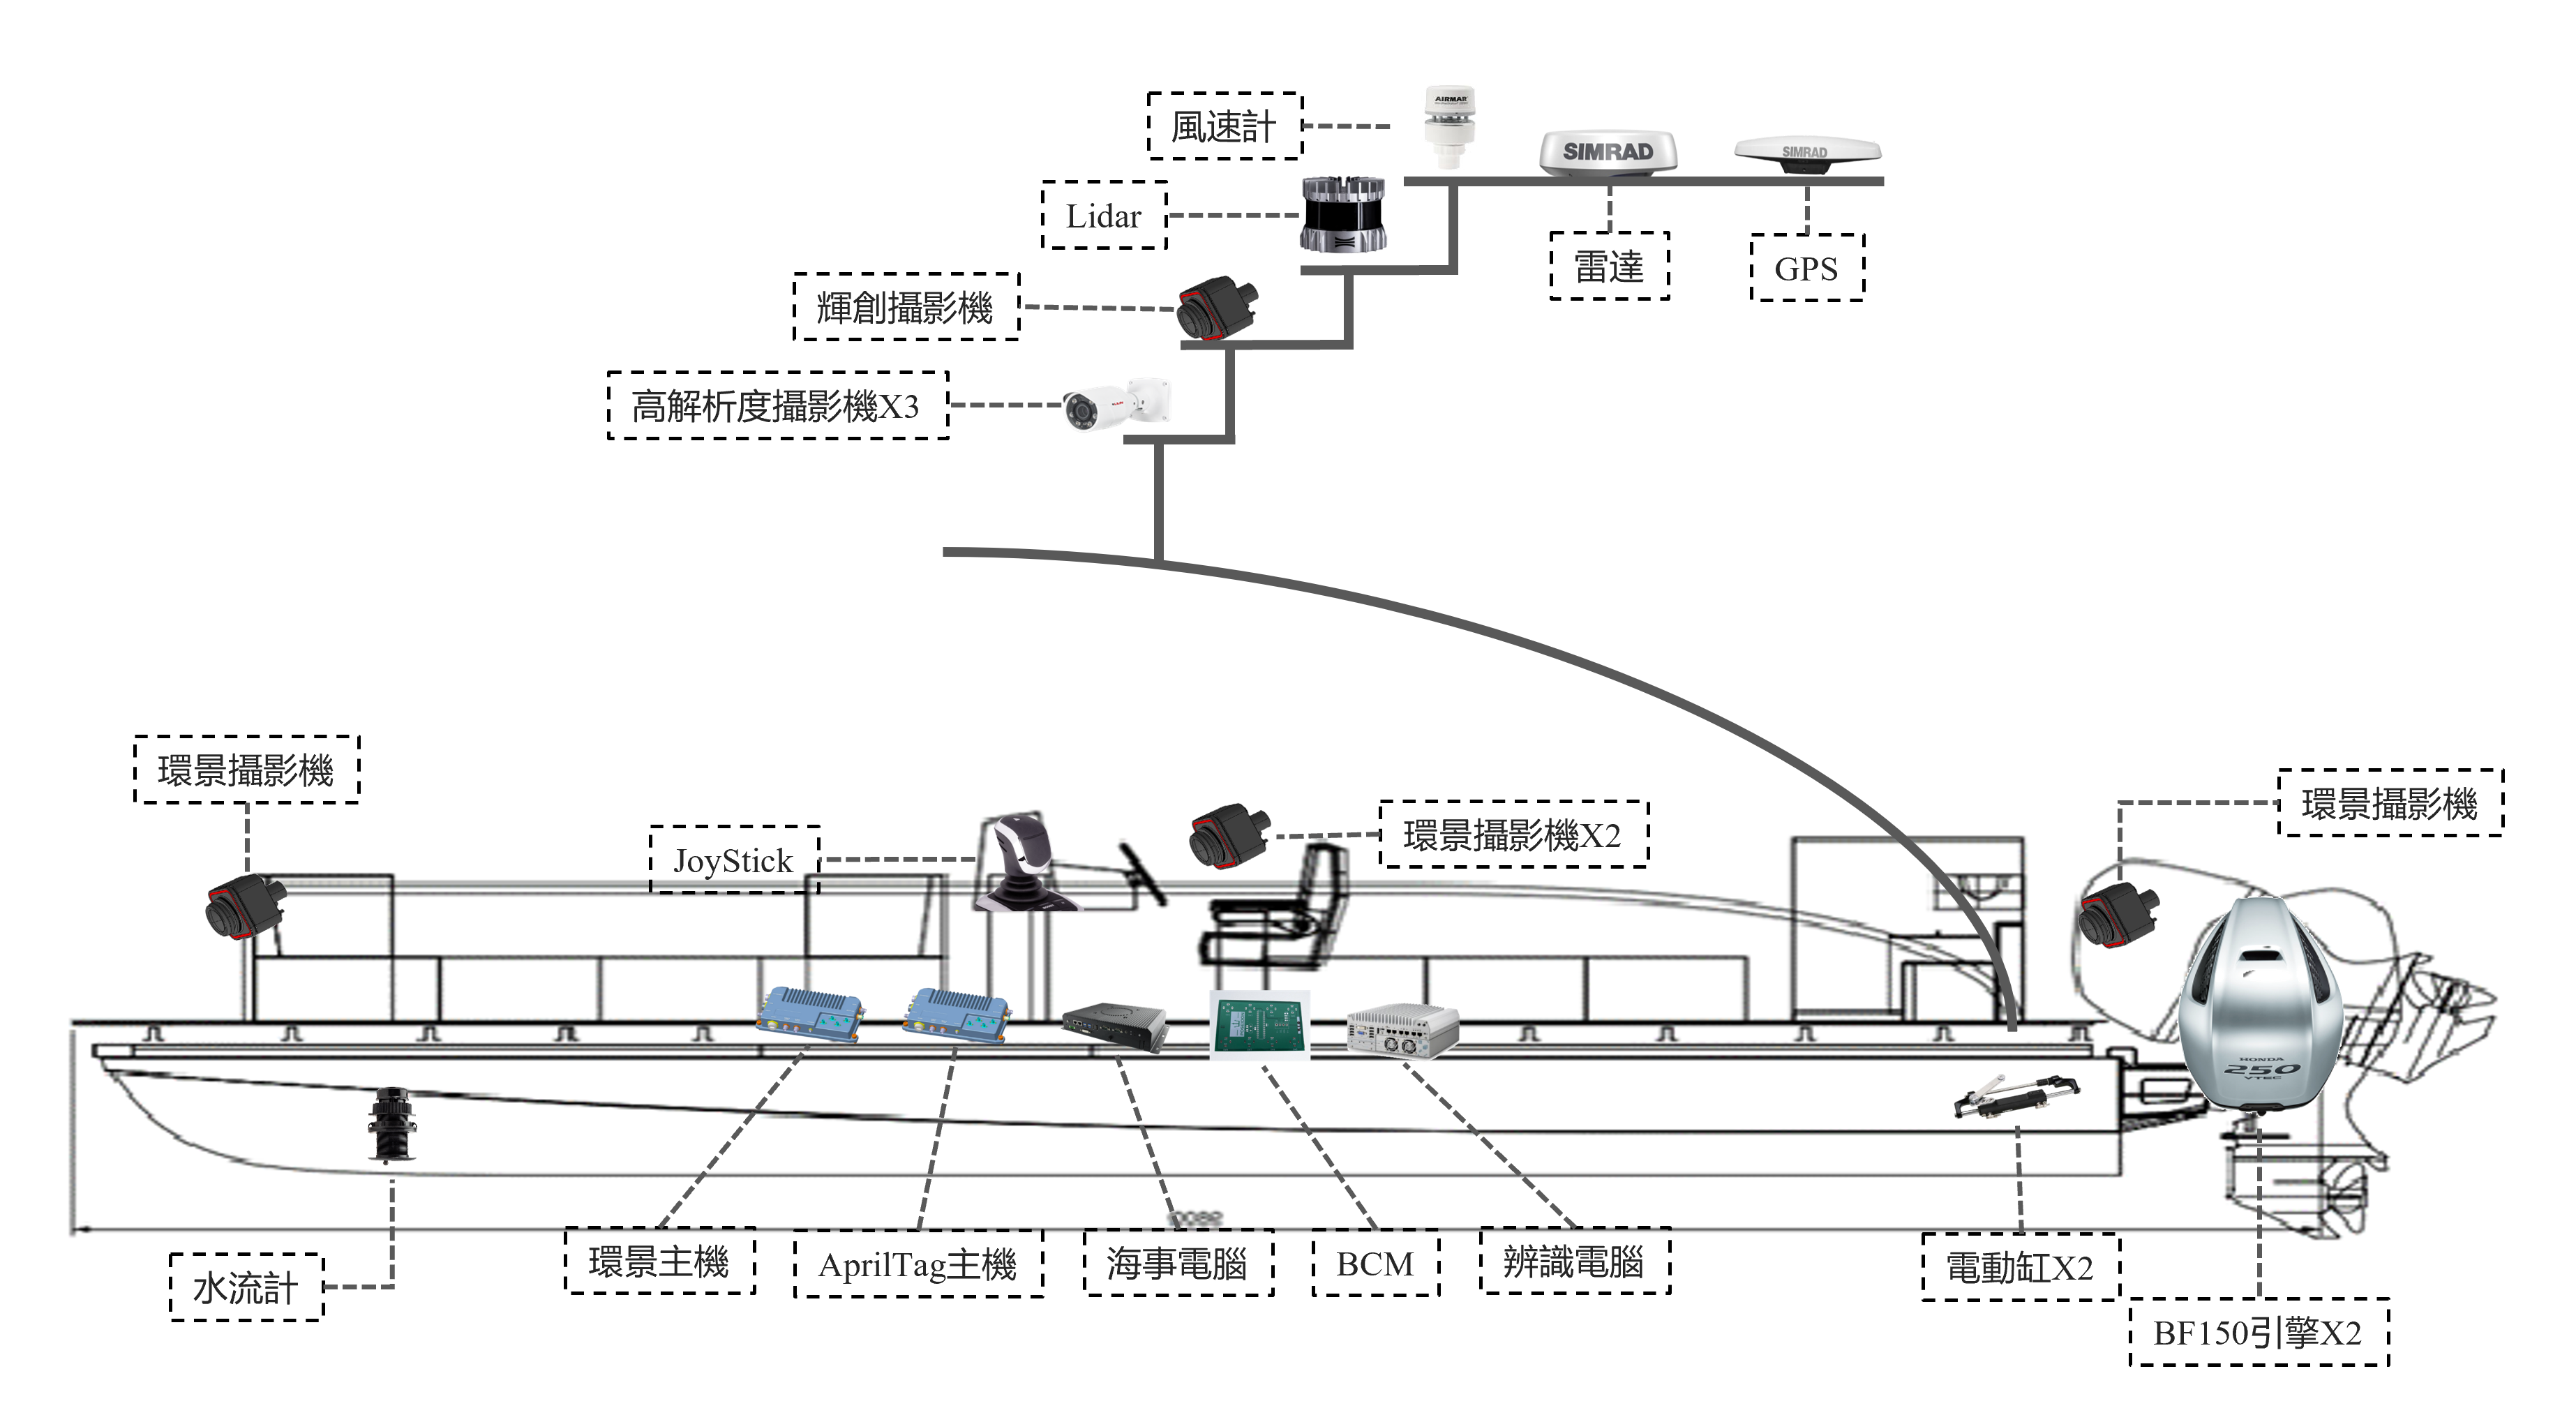 AIRMAR
風速計
SIMRAD
SIMRAD
Lidar
雷達
GPS
輝創攝影機
高解析度攝影機X3
環景攝影機
環景攝影機X2
環景攝影機
JoyStick
HONDA
250
VTEC
9800
水流計
環景主機
AprilTag主機
海事電腦
BCM
辨識電腦
電動缸X2
BF150引擎X2